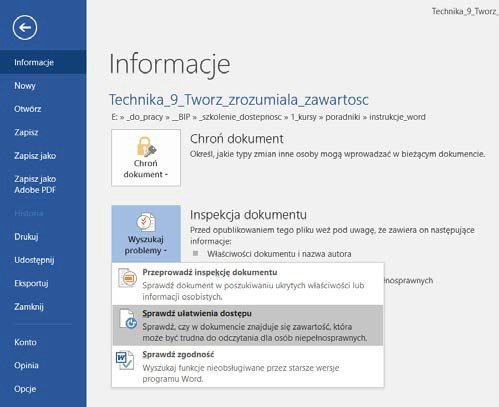 Technika_9_Tworz_
Informacje
Nowy
Otwórz
Zapisz
Zapisz jako
Zapisz jako
Adobe PDF
Historia
Drukuj
Udostępnij
Eksportuj
Zamknij
Konto
Opinia
Opcje
Informacje
Technika_9_Tworz_zrozumiala_zawartosc
E: » _do_pracy » __BIP » _szkolenie_dostepnosc » 1_kursy » poradniki » instrukcje_word
Chroń
dokument
Chroń dokument
Określ, jakie typy zmian inne osoby mogą wprowadzać w bieżącym dokumencie.
Wyszukaj
problemy
Inspekcja dokumentu
Przed opublikowaniem tego pliku weź pod uwagę, że zawiera on następujące
informacje:
Właściwości dokumentu i nazwa autora
nosprawnych
Przeprowadź inspekcję dokumentu
Sprawdź dokument w poszukiwaniu ukrytych właściwości lub
informacji osobistych.
Sprawdź ułatwienia dostępu
Sprawdź, czy w dokumencie znajduje się zawartość, która
może być trudna do odczytania dla osób niepełnosprawnych.
Sprawdź zgodność
Wyszukaj funkcje nieobsługiwane przez starsze wersje
programu Word.